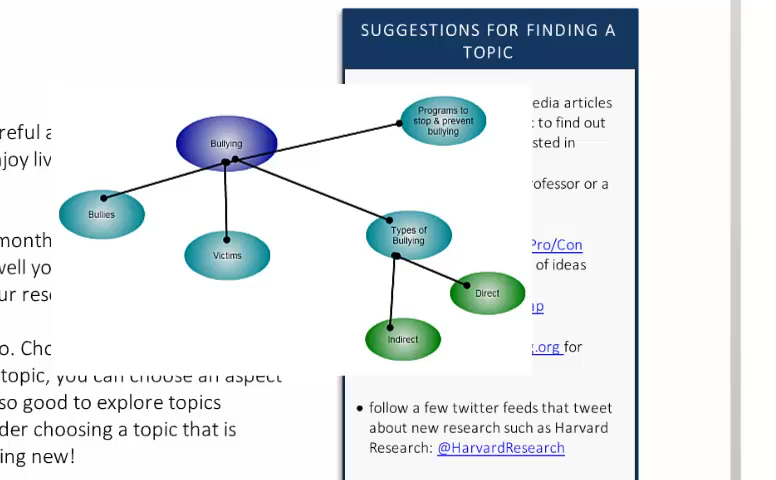 SUGGESTIONS FOR FINDING A
TOPIC
edia articles
to find out
sted in
rofessor or a
Pro/Con
of ideas
ap
.org for
• follow a few twitter feeds that tweet
about new research such as Harvard
Research: @HarvardResearch
reful a
joy liv
month
well yo
ur rese
o. Cho
topic, you can choose an aspect
so good to explore topics
der choosing a topic that is
ing new!
Bullying
Programs to
stop & prevent
bullying
Bullies
Victims
Types of
Bullying
Direct
Indirect